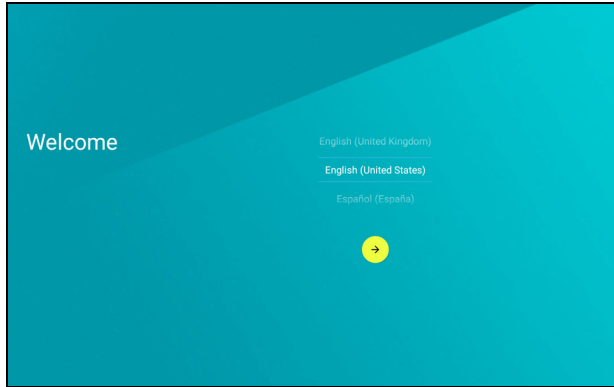 Welcome
English (United Kingdom)
English (United States)
Español (España)